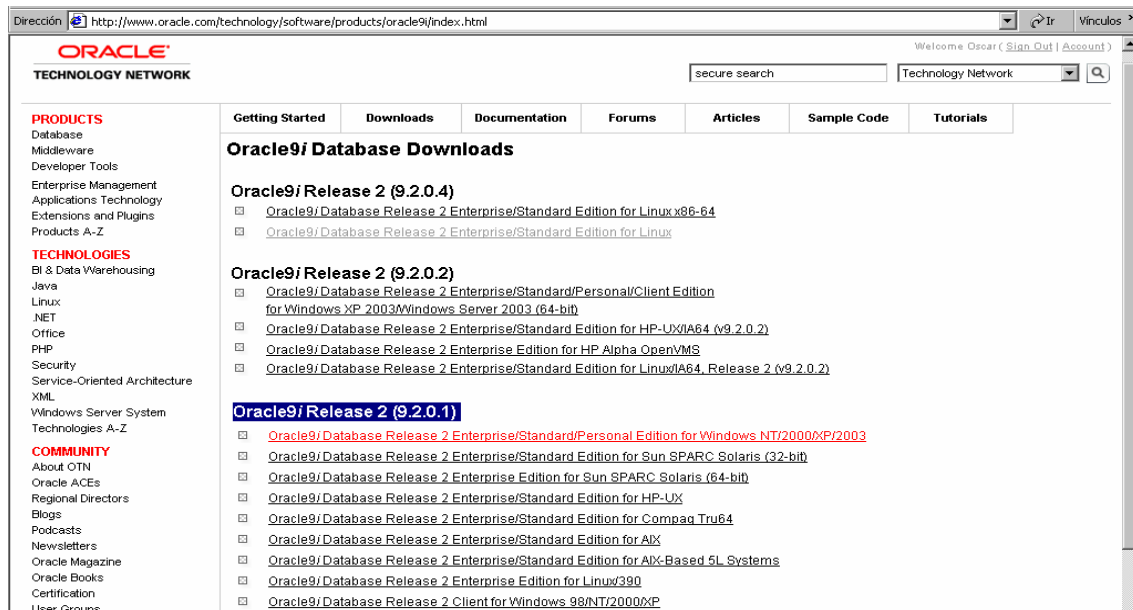 Dirección http://www.oracle.com/technology/software/products/oracle9i/index.html Ir Vínculos »
ORACLE
TECHNOLOGY NETWORK
Welcome Oscar ( Sign Out | Account )
secure search Technology Network
PRODUCTS
Database
Middleware
Developer Tools
Enterprise Management
Applications Technology
Extensions and Plugins
Products A-Z
TECHNOLOGIES
BI & Data Warehousing
Java
Linux
.NET
Office
PHP
Security
Service-Oriented Architecture
XML
Windows Server System
Technologies A-Z
COMMUNITY
About OTN
Oracle ACEs
Regional Directors
Blogs
Podcasts
Newsletters
Oracle Magazine
Oracle Books
Certification
User Groups
Getting Started Downloads Documentation Forums Articles Sample Code Tutorials
Oracle9i Database Downloads
Oracle9i Release 2 (9.2.0.4)
Oracle9i Database Release 2 Enterprise/Standard Edition for Linux x86-64
Oracle9i Database Release 2 Enterprise/Standard Edition for Linux
Oracle9i Release 2 (9.2.0.2)
Oracle9i Database Release 2 Enterprise/Standard/Personal/Client Edition
for Windows XP 2003/Windows Server 2003 (64-bit)
Oracle9i Database Release 2 Enterprise/Standard Edition for HP-UX/IA64 (v9.2.0.2)
Oracle9i Database Release 2 Enterprise Edition for HP Alpha OpenVMS
Oracle9i Database Release 2 Enterprise/Standard Edition for Linux/IA64, Release 2 (v9.2.0.2)
Oracle9i Release 2 (9.2.0.1)
Oracle9i Database Release 2 Enterprise/Standard/Personal Edition for Windows NT/2000/XP/2003
Oracle9i Database Release 2 Enterprise/Standard Edition for Sun SPARC Solaris (32-bit)
Oracle9i Database Release 2 Enterprise Edition for Sun SPARC Solaris (64-bit)
Oracle9i Database Release 2 Enterprise/Standard Edition for HP-UX
Oracle9i Database Release 2 Enterprise/Standard Edition for Compaq Tru64
Oracle9i Database Release 2 Enterprise/Standard Edition for AIX
Oracle9i Database Release 2 Enterprise/Standard Edition for AIX-Based 5L Systems
Oracle9i Database Release 2 Enterprise Edition for Linux/390
Oracle9i Database Release 2 Client for Windows 98/NT/2000/XP